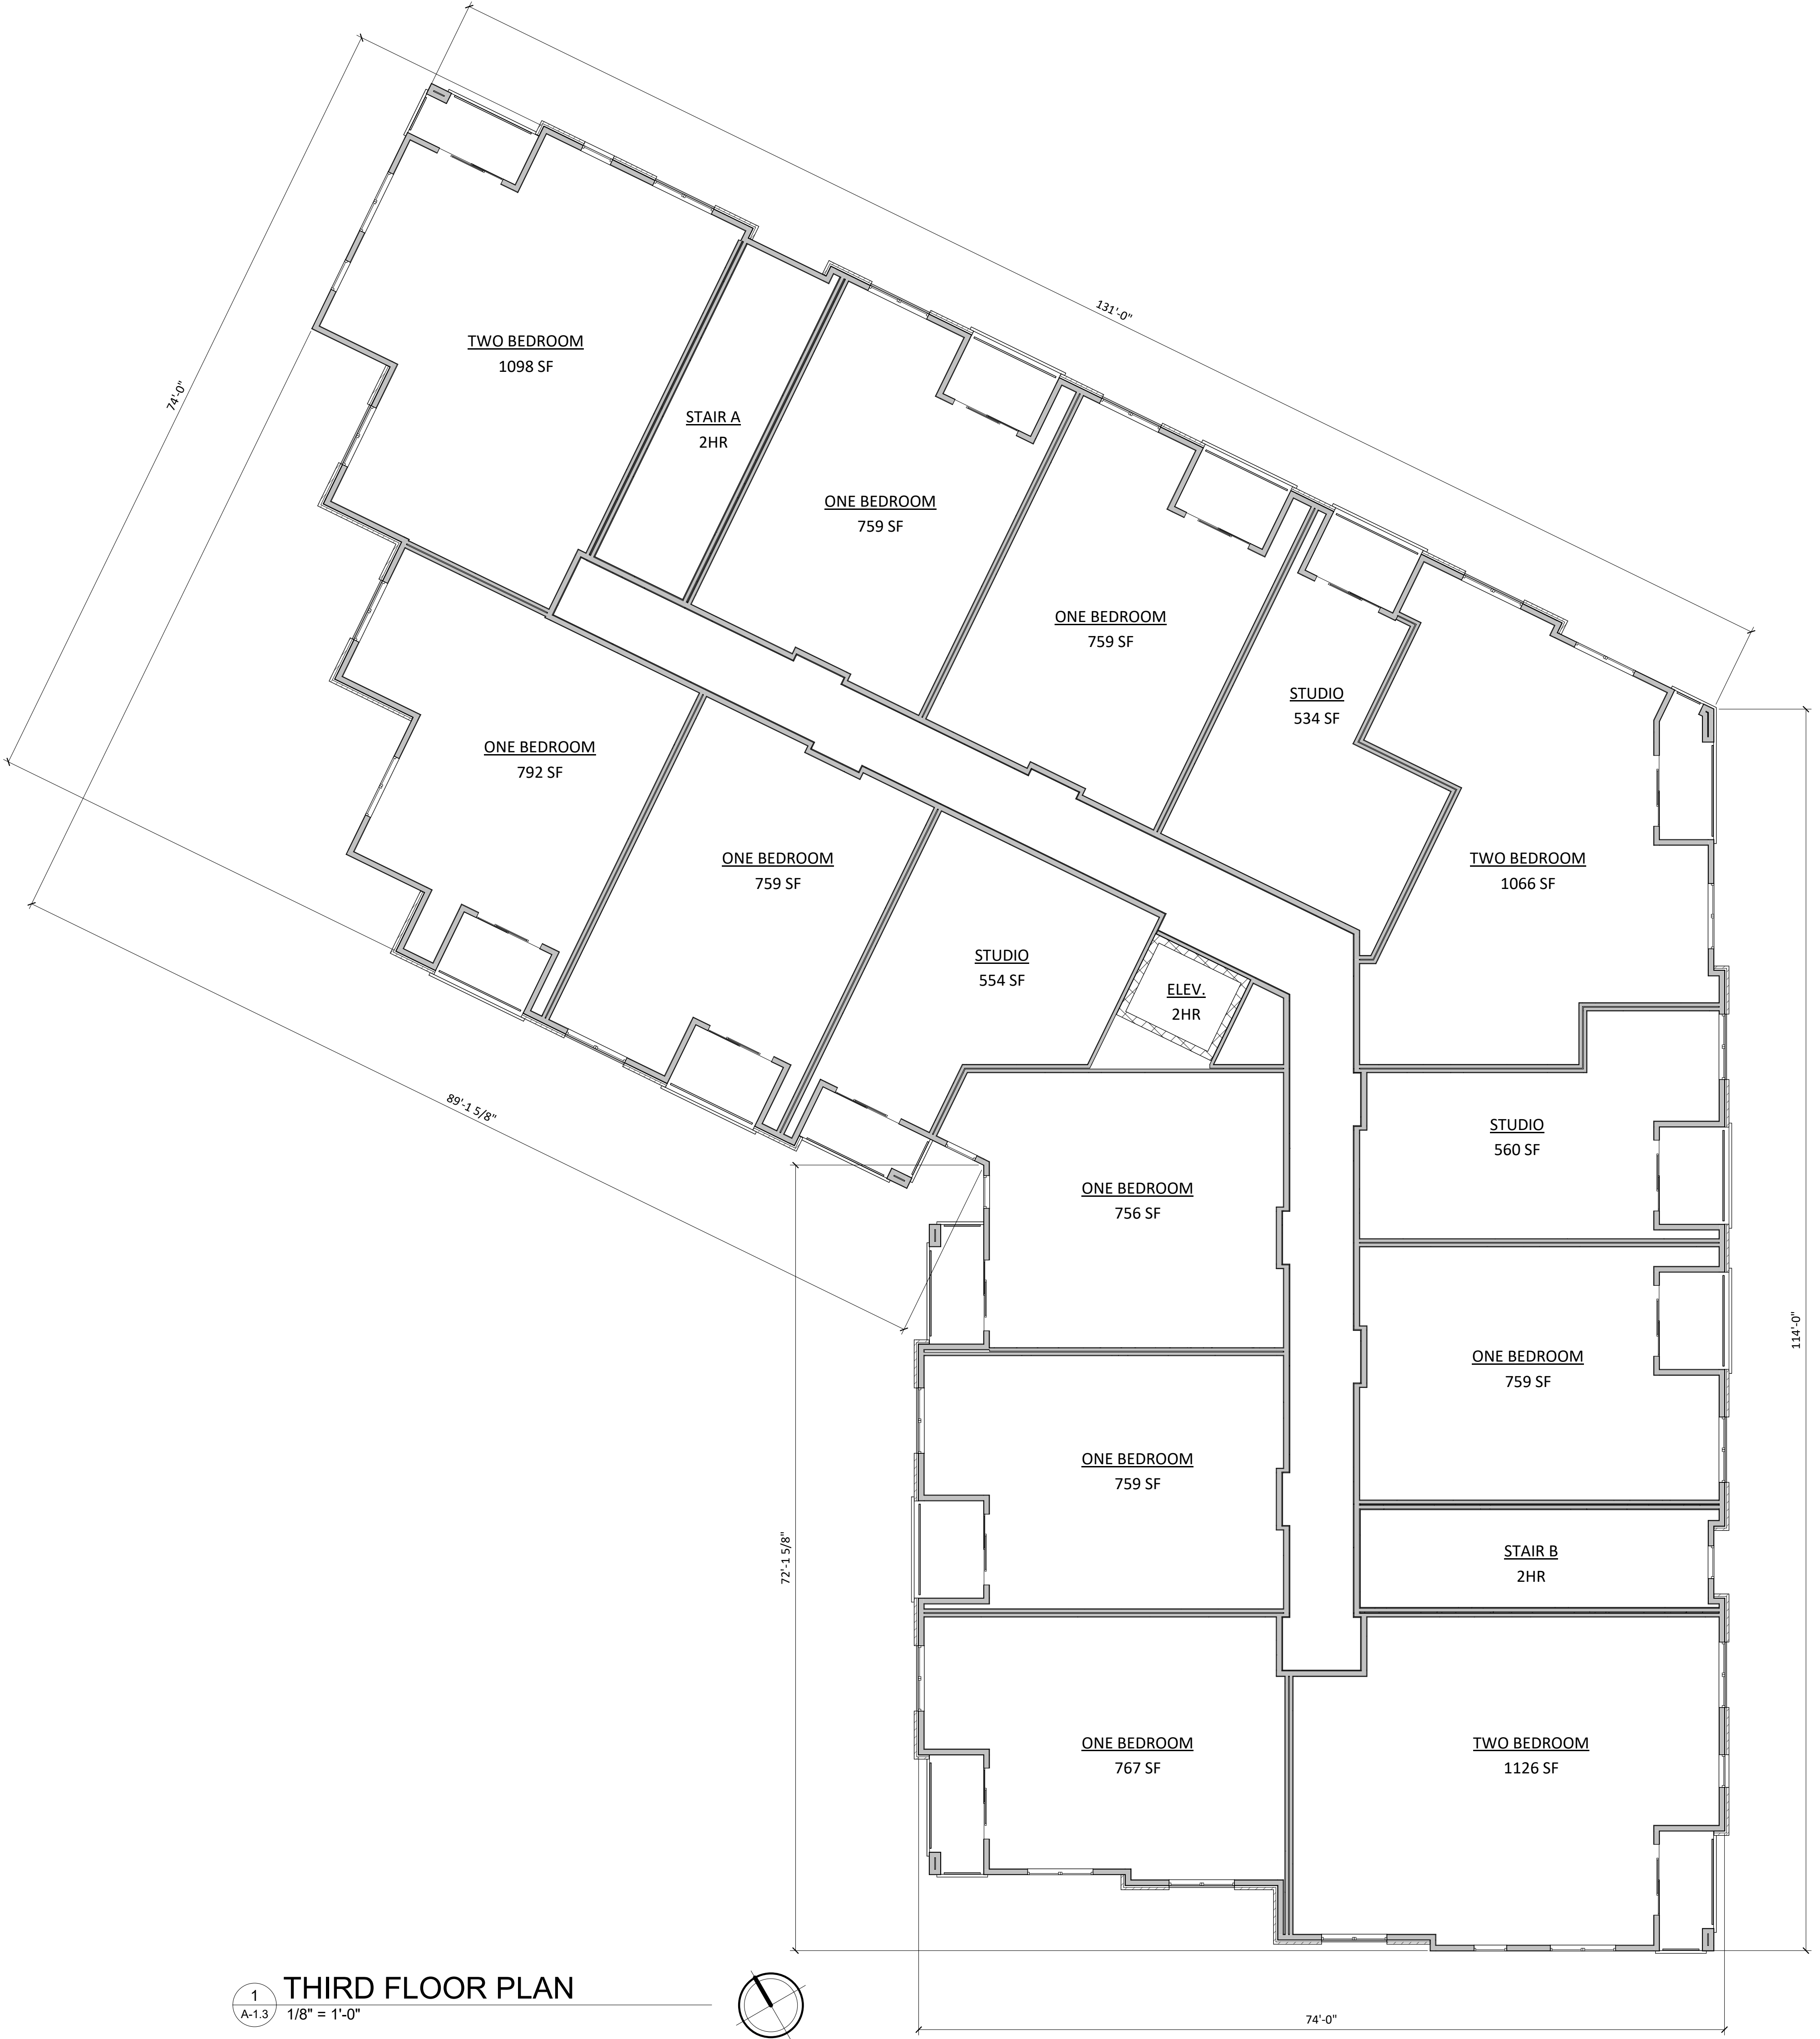 131'-0"
74'-0"
TWO BEDROOM
1098 SF
STAIR A
2HR
ONE BEDROOM
759 SF
ONE BEDROOM
759 SF
STUDIO
534 SF
ONE BEDROOM
792 SF
ONE BEDROOM
759 SF
TWO BEDROOM
1066 SF
STUDIO
554 SF
ELEV.
2HR
89'-1 5/8"
STUDIO
560 SF
ONE BEDROOM
756 SF
114'-0"
ONE BEDROOM
759 SF
ONE BEDROOM
759 SF
72'-1 5/8"
STAIR B
2HR
ONE BEDROOM
767 SF
TWO BEDROOM
1126 SF
74'-0"
1
A-1.3
THIRD FLOOR PLAN
1/8" = 1'-0"